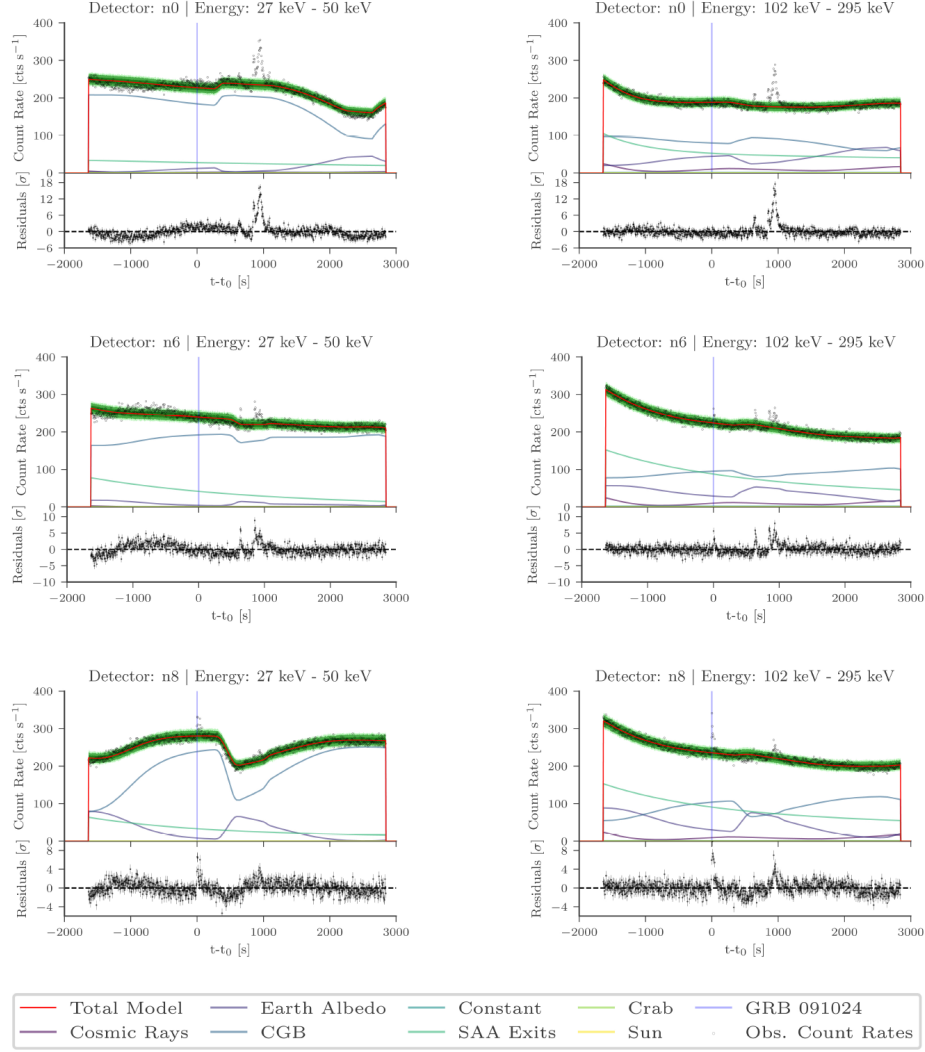 Detector: n0 | Energy: 27 keV - 50 keV
400
300
200
100
0
Count Rate [cts s⁻¹]
18
12
6
0
−6
Residuals [σ]
−2000 −1000 0 1000 2000 3000
t-t₀ [s]
Detector: n0 | Energy: 102 keV - 295 keV
400
300
200
100
0
Count Rate [cts s⁻¹]
18
12
6
0
−6
Residuals [σ]
−2000 −1000 0 1000 2000 3000
t-t₀ [s]
Detector: n6 | Energy: 27 keV - 50 keV
400
300
200
100
0
Count Rate [cts s⁻¹]
10
5
0
−5
−10
Residuals [σ]
−2000 −1000 0 1000 2000 3000
t-t₀ [s]
Detector: n6 | Energy: 102 keV - 295 keV
400
300
200
100
0
Count Rate [cts s⁻¹]
10
5
0
−5
−10
Residuals [σ]
−2000 −1000 0 1000 2000 3000
t-t₀ [s]
Detector: n8 | Energy: 27 keV - 50 keV
400
300
200
100
0
Count Rate [cts s⁻¹]
8
4
0
−4
Residuals [σ]
−2000 −1000 0 1000 2000 3000
t-t₀ [s]
Detector: n8 | Energy: 102 keV - 295 keV
400
300
200
100
0
Count Rate [cts s⁻¹]
8
4
0
−4
Residuals [σ]
−2000 −1000 0 1000 2000 3000
t-t₀ [s]
Total Model Earth Albedo Constant Crab GRB 091024
Cosmic Rays CGB SAA Exits Sun Obs. Count Rates